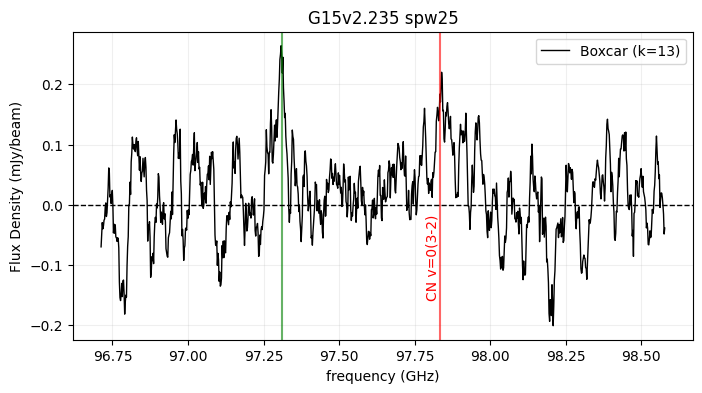 G15v2.235 spw25
Boxcar (k=13)
Flux Density (mJy/beam)
0.2
0.1
0.0
−0.1
−0.2
CN v=0(3-2)
96.75 97.00 97.25 97.50 97.75 98.00 98.25 98.50
frequency (GHz)